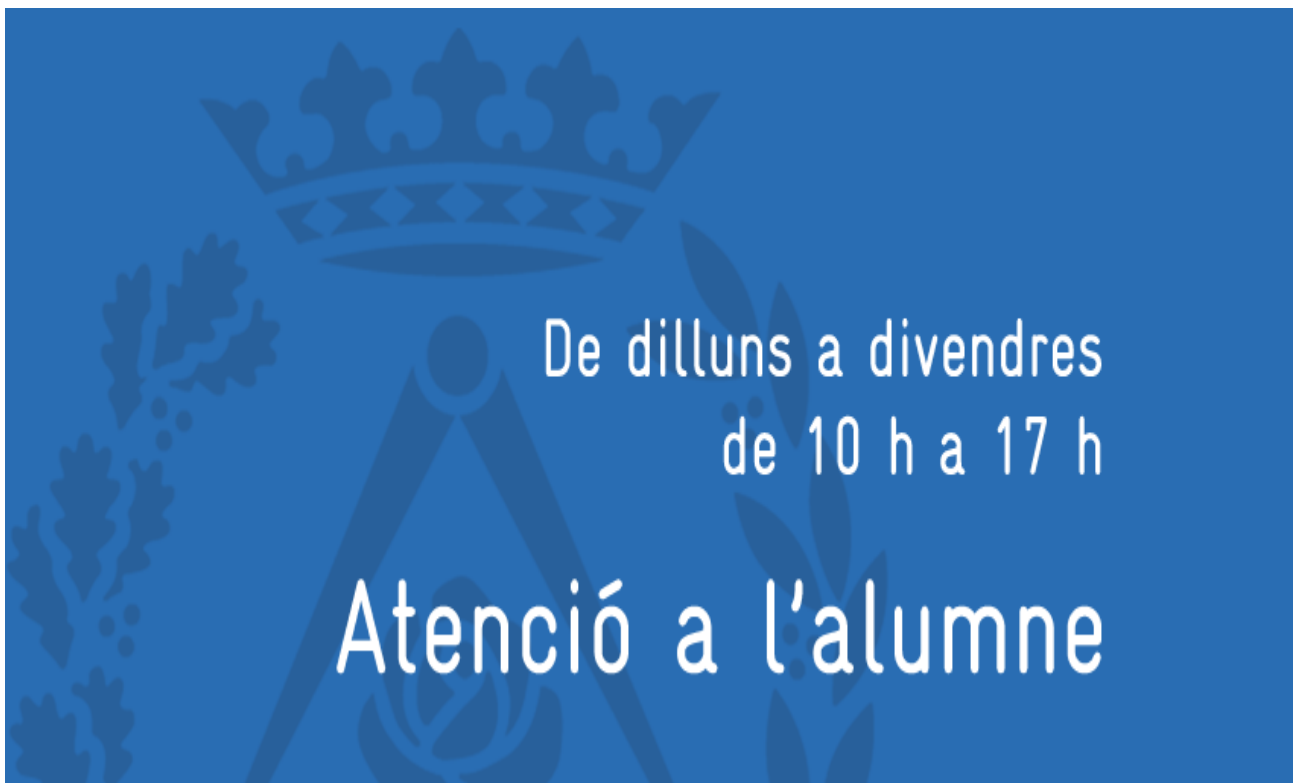 De dilluns a divendres
de 10 h a 17 h
Atenció a l'alumne